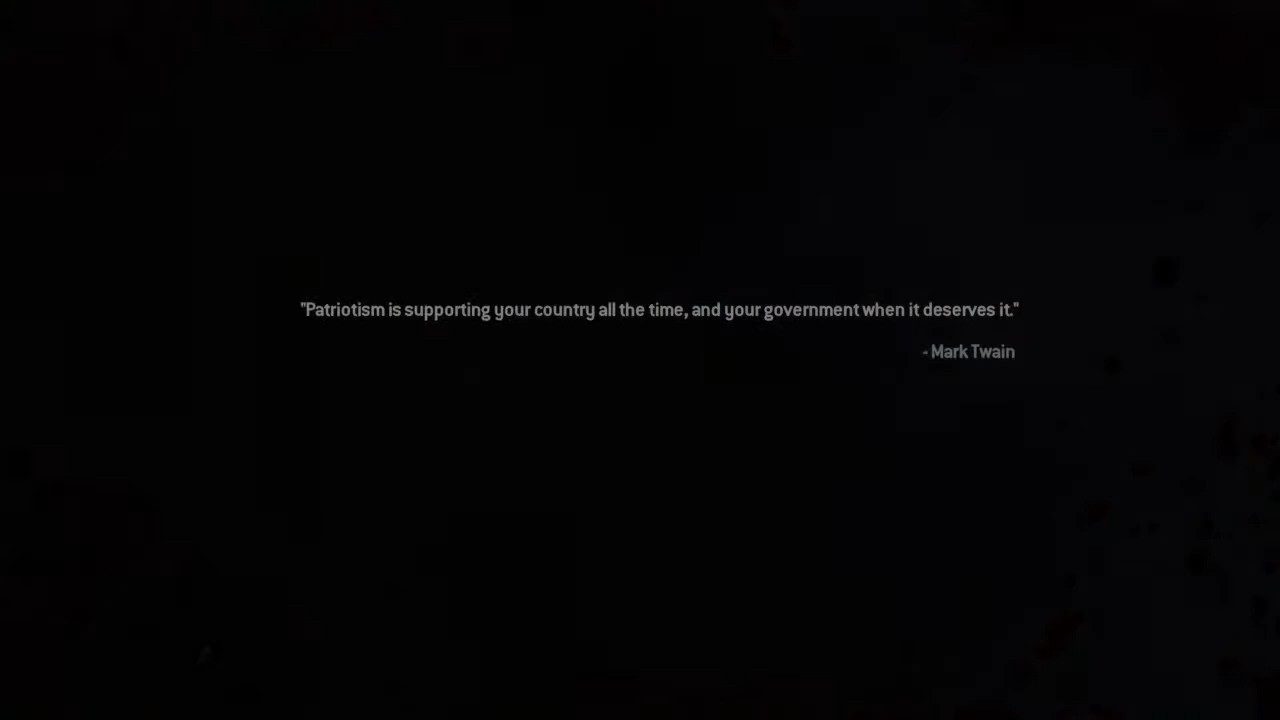 "Patriotism is supporting your country all the time, and your government when it deserves it."
- Mark Twain